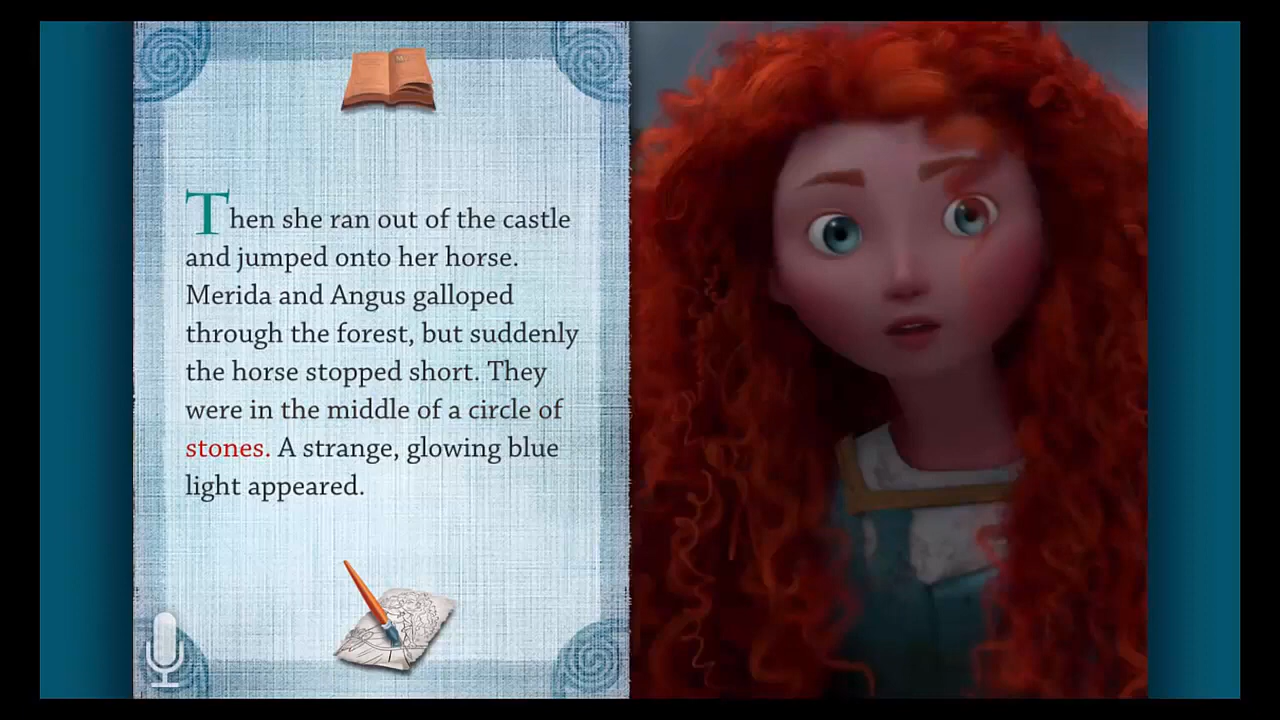 Then she ran out of the castle
and jumped onto her horse.
Merida and Angus galloped
through the forest, but suddenly
the horse stopped short. They
were in the middle of a circle of
stones. A strange, glowing blue
light appeared.